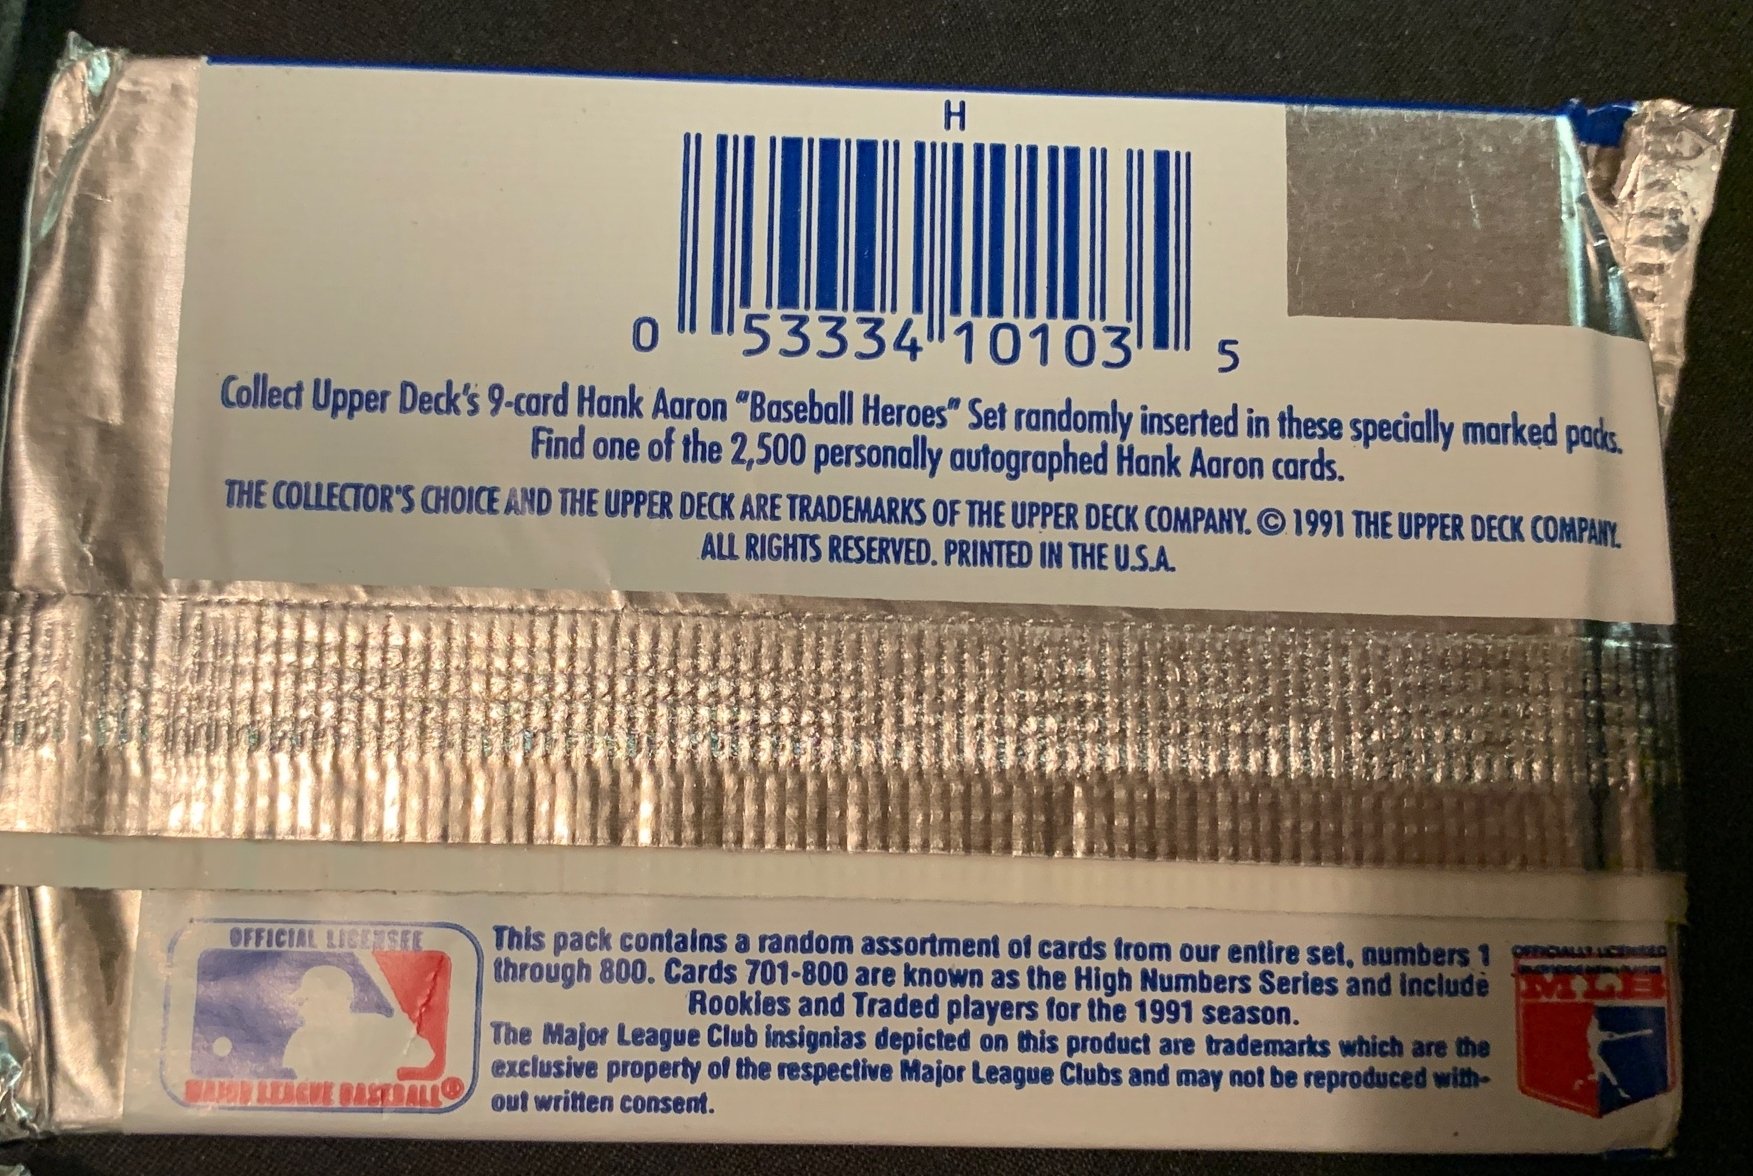 H
0 53334 10103 5
Collect Upper Deck's 9-card Hank Aaron "Baseball Heroes" Set randomly inserted in these specially marked packs.
Find one of the 2,500 personally autographed Hank Aaron cards.
THE COLLECTOR'S CHOICE AND THE UPPER DECK ARE TRADEMARKS OF THE UPPER DECK COMPANY. © 1991 THE UPPER DECK COMPANY.
ALL RIGHTS RESERVED. PRINTED IN THE U.S.A.
OFFICIAL LICENSEE
MAJOR LEAGUE BASEBALL®
This pack contains a random assortment of cards from our entire set, numbers 1
through 800. Cards 701-800 are known as the High Numbers Series and include
Rookies and Traded players for the 1991 season.
The Major League Club insignias depicted on this product are trademarks which are the
exclusive property of the respective Major League Clubs and may not be reproduced with-
out written consent.
OFFICIALLY LICENSED
MLB